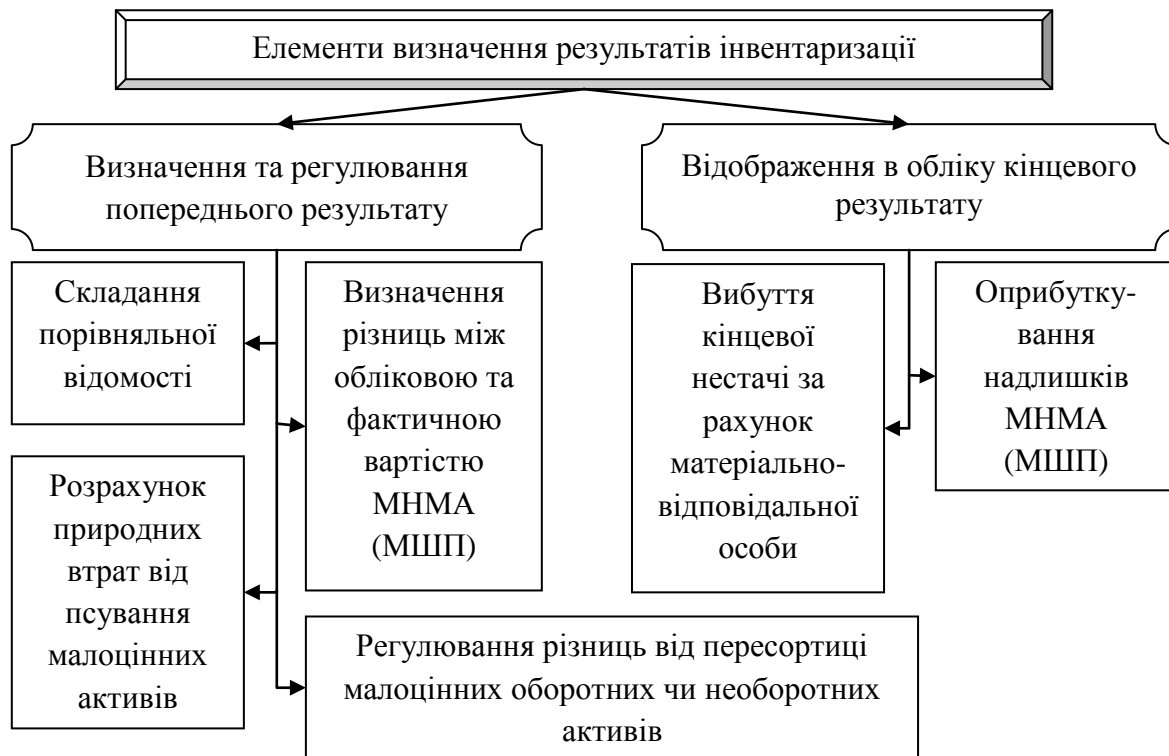 Елементи визначення результатів інвентаризації
Визначення та регулювання
попереднього результату
Відображення в обліку кінцевого
результату
Складання
порівняльної
відомості
Визначення
різниць між
обліковою та
фактичною
вартістю
МНМА
(МШП)
Вибуття
кінцевої
нестачі за
рахунок
матеріально-
відповідальної
особи
Оприбутку-
вання
надлишків
МНМА
(МШП)
Розрахунок
природних
втрат від
псування
малоцінних
активів
Регулювання різниць від пересортиці
малоцінних оборотних чи необоротних
активів